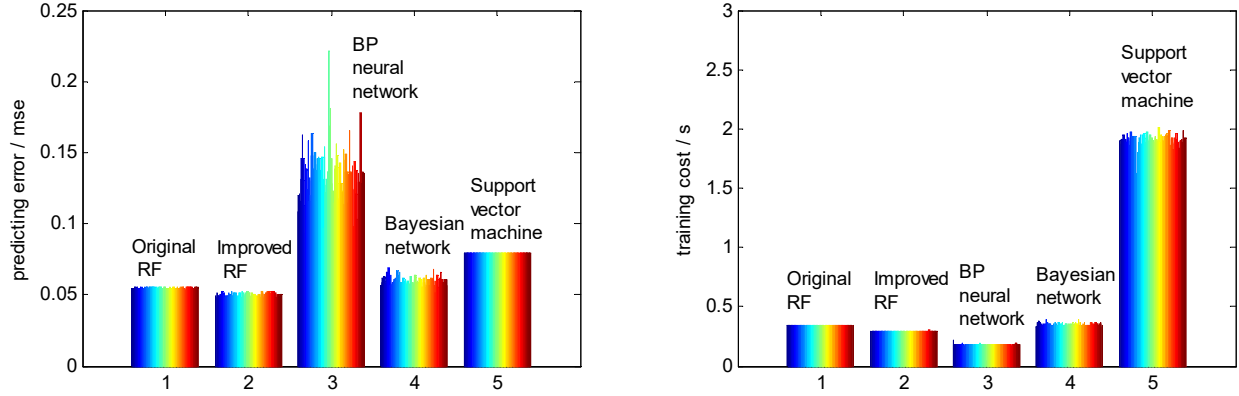 0.25
0.2
0.15
0.1
0.05
0
predicting error / mse
BP
neural
network
Original
RF
Improved
RF
Bayesian
network
Support
vector
machine
1
2
3
4
5
3
2.5
2
1.5
1
0.5
0
training cost / s
Original
RF
Improved
RF
BP
neural
network
Bayesian
network
Support
vector
machine
1
2
3
4
5